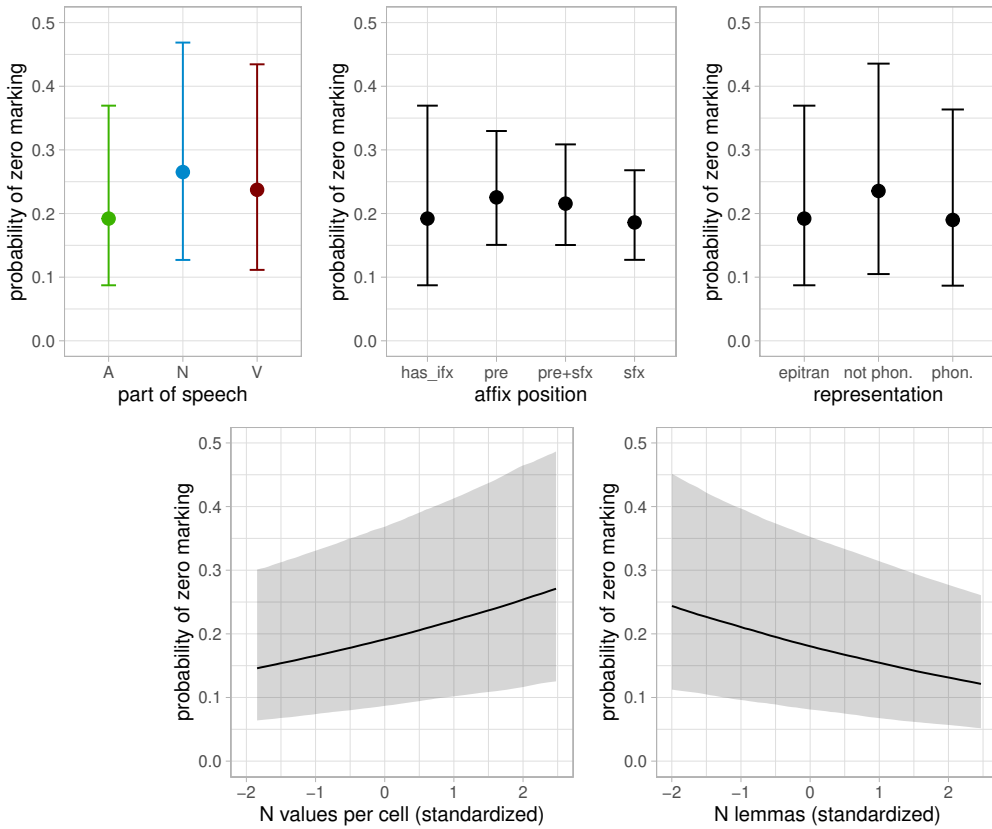 probability of zero marking
0.5
0.4
0.3
0.2
0.1
0.0
A N V
part of speech
probability of zero marking
0.5
0.4
0.3
0.2
0.1
0.0
has_ifx pre pre+sfx sfx
affix position
probability of zero marking
0.5
0.4
0.3
0.2
0.1
0.0
epitran not phon. phon.
representation
probability of zero marking
0.5
0.4
0.3
0.2
0.1
0.0
−2 −1 0 1 2
N values per cell (standardized)
probability of zero marking
0.5
0.4
0.3
0.2
0.1
0.0
−2 −1 0 1 2
N lemmas (standardized)